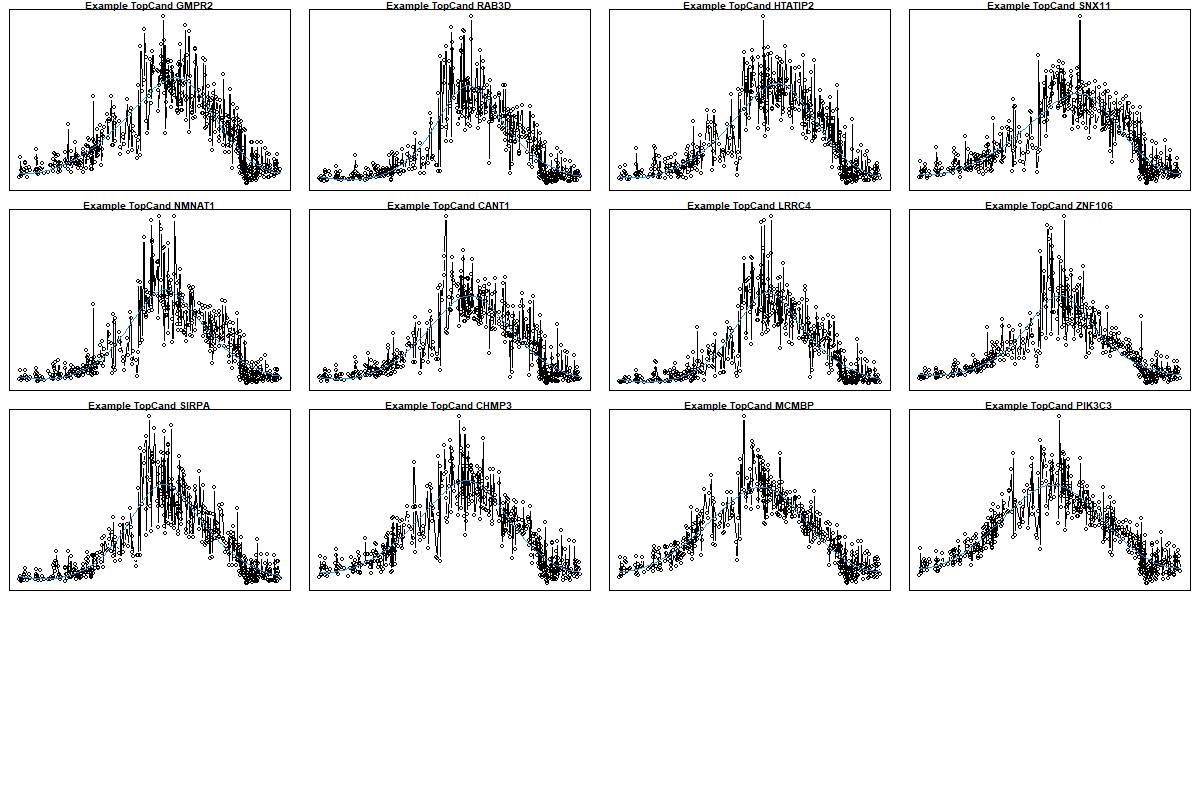 Example TopCand GMPR2
Example TopCand RAB3D
Example TopCand HTATIP2
Example TopCand SNX11
Example TopCand NMNAT1
Example TopCand CANT1
Example TopCand LRRC4
Example TopCand ZNF106
Example TopCand SIRPA
Example TopCand CHMP3
Example TopCand MCMBP
Example TopCand PIK3C3